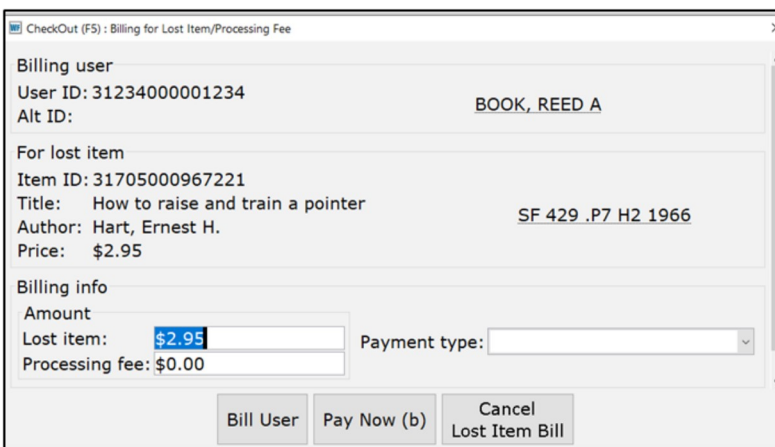 CheckOut (F5) : Billing for Lost Item/Processing Fee
Billing user
User ID: 31234000001234
Alt ID:
BOOK, REED A
For lost item
Item ID: 31705000967221
Title: How to raise and train a pointer
Author: Hart, Ernest H.
Price: $2.95
SF 429 .P7 H2 1966
Billing info
Amount
Lost item: $2.95
Processing fee: $0.00
Payment type:
Bill User
Pay Now (b)
Cancel
Lost Item Bill